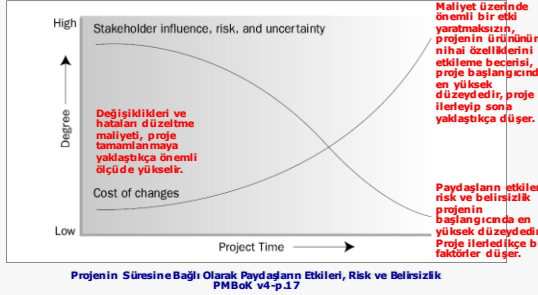 High
Stakeholder influence, risk, and uncertainty
Degree
Değişiklikleri ve
hataları düzeltme
maliyeti, proje
tamamlanmaya
yaklaştıkça önemli
ölçüde yükselir.
Cost of changes
Low
Project Time
Maliyet üzerinde
önemli bir etki
yaratmaksızın,
projenin ürününün
nihai özelliklerini
etkileme becerisi,
proje başlangıcınd
en yüksek
düzeydedir, proje
ilerleyip sona
yaklaştıkça düşer.
Paydaşların etkiler
risk ve belirsizlik
projenin
başlangıcında en
yüksek düzeydedir
Proje ilerledikçe b
faktörler düşer.
Projenin Süresine Bağlı Olarak Paydaşların Etkileri, Risk ve Belirsizlik
PMBoK v4-p.17